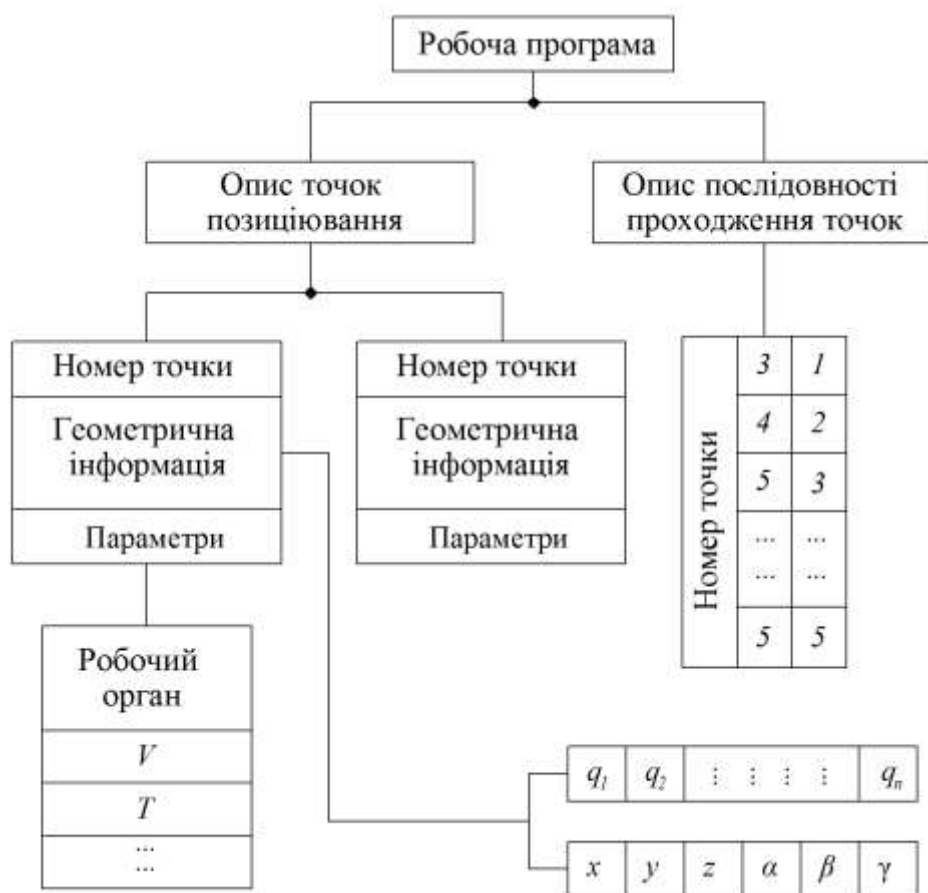 Робоча програма
Опис точок
позиціювання
Опис послідовності
проходження точок
Номер точки
Геометрична
інформація
Параметри
Номер точки
Геометрична
інформація
Параметри
Номер точки
3 1
4 2
5 3
... ...
... ...
5 5
Робочий
орган
V
T
...
...
q₁ q₂ ⋮ ⋮ ⋮ ⋮ qₙ
x y z α β γ